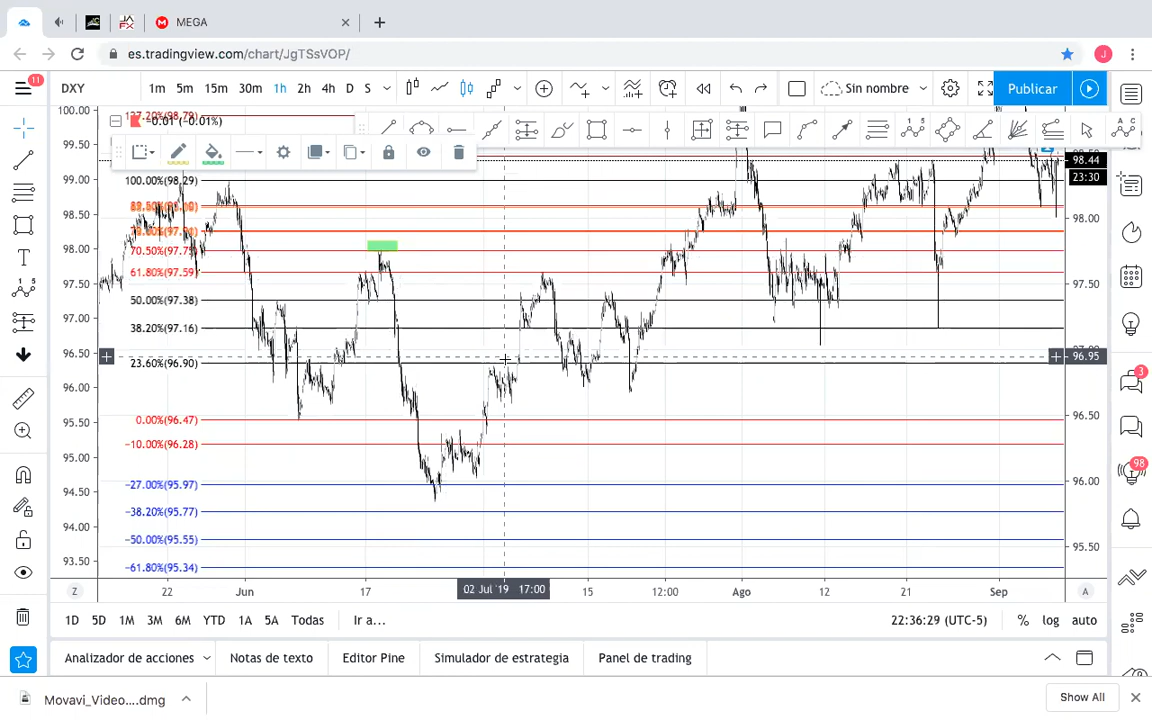 MEGA
es.tradingview.com/chart/JgTSsVOP/
J
11
DXY
1m 5m 15m 30m 1h 2h 4h D S
Sin nombre
Publicar
-0.01 (-0.01%)
100.00
99.50
99.00
98.50
98.00
97.50
97.00
96.50
96.00
95.50
95.00
94.50
94.00
93.50
100.00%(98.29)
70.50%(97.75)
61.80%(97.59)
50.00%(97.38)
38.20%(97.16)
23.60%(96.90)
0.00%(96.47)
-10.00%(96.28)
-27.00%(95.97)
-38.20%(95.77)
-50.00%(95.55)
-61.80%(95.34)
98.44
23:30
98.00
97.50
96.95
96.50
96.00
95.50
3
98
Z
22 Jun 17
02 Jul '19 17:00
15 12:00 Ago 12 21 Sep
A
1D 5D 1M 3M 6M YTD 1A 5A Todas Ir a...
22:36:29 (UTC-5) % log auto
Analizador de acciones Notas de texto Editor Pine Simulador de estrategia Panel de trading
Movavi_Video....dmg
Show All